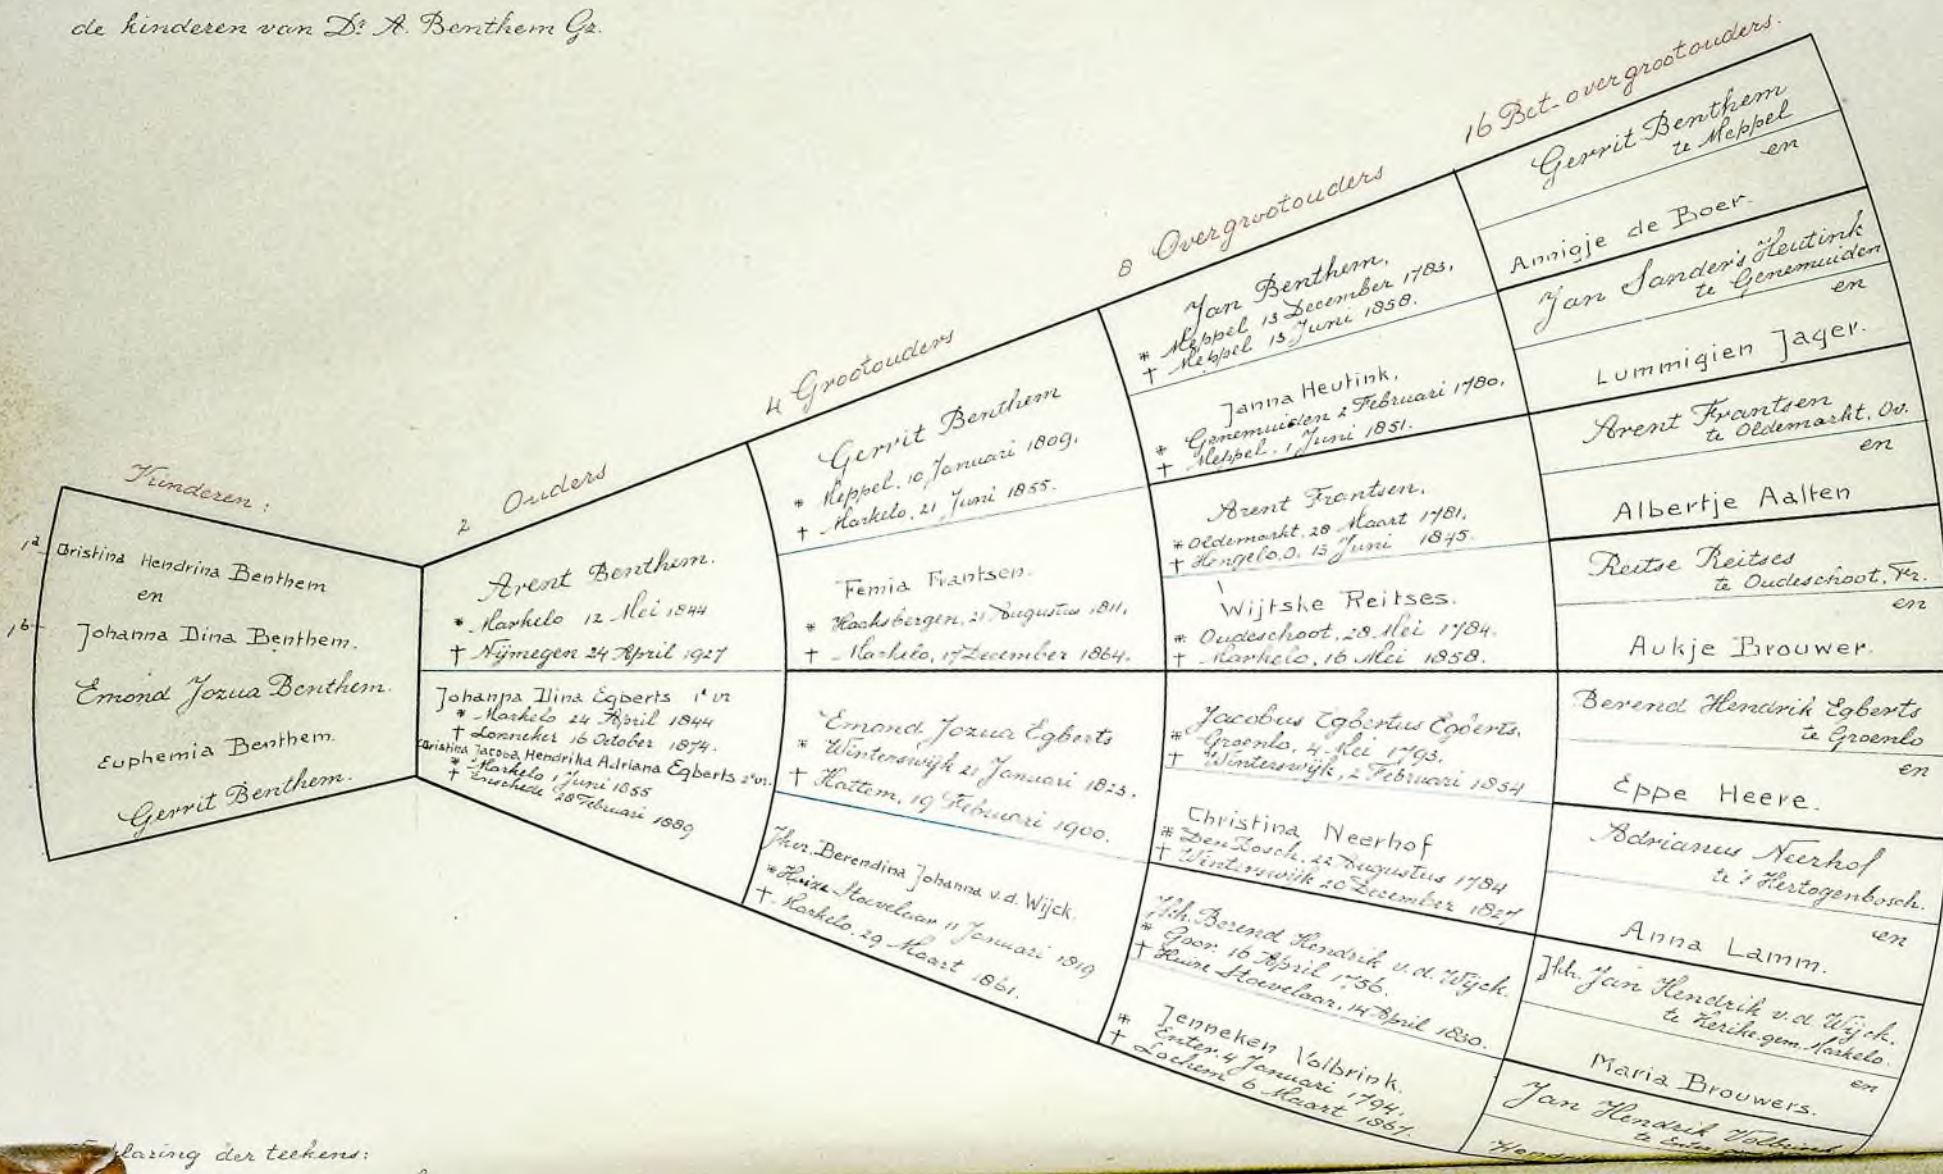 de kinderen van Dr. A. Benthem Gz.
Kinderen:
1a Cristina Hendrina Benthem
en
1b Johanna Dina Benthem.
Emond Jozua Benthem.
Euphemia Benthem.
Gerrit Benthem.
2 Ouders
Arent Benthem.
* Markelo 12 Mei 1844
† Nijmegen 24 April 1927
Johanna Dina Egberts 1e vr
* Markelo 24 April 1844
† Lonneker 16 October 1874.
Cristina Jacoba, Hendrika Adriana Egberts 2e vr.
* Markelo 1 Juni 1855
† Enschede 28 Februari 1889
4 Grootouders
Gerrit Benthem
* Meppel, 10 Januari 1809.
† Markelo, 21 Juni 1855.
Femia Frantsen.
* Haaksbergen, 21 Augustus 1811.
† Markelo, 17 December 1864.
Emond Jozua Egberts
* Winterswijk 21 Januari 1823.
† Hattem, 19 Februari 1900.
Jkvr. Berendina Johanna v.d. Wijck.
* Huize Stoevelaar 11 Januari 1819
† Markelo, 29 Maart 1861.
8 Overgrootouders
Jan Benthem,
* Meppel 13 December 1783.
† Meppel 13 Juni 1858.
Janna Heutink,
* Genemuiden 2 Februari 1780.
† Meppel, 1 Juni 1851.
Arent Frantsen,
* Oldemarkt, 28 Maart 1781,
† Hengelo, O. 13 Juni 1845.
Wijtske Reitses.
* Oudeschoot, 28 Mei 1784.
† Markelo, 16 Mei 1858.
Jacobus Egbertus Egberts.
* Groenlo, 4 Mei 1793.
† Winterswijk, 2 Februari 1854
Christina Neerhof
* Den Bosch, 22 Augustus 1784
† Winterswijk 20 December 1827
Jkh. Berend Hendrik v.d. Wijck.
* Goor, 16 April 1756.
† Huize Stoevelaar, 14 April 1830.
Jenneken Volbrink.
* Enter, 4 Januari 1794.
† Lochem 6 Maart 1867.
16 Bet-overgrootouders.
Gerrit Benthem
te Meppel
en
Annigje de Boer.
Jan Sander's Heutink
te Genemuiden
en
Lummigien Jager.
Arent Frantsen
te Oldemarkt, Ov.
en
Albertje Aalten
Reitse Reitses
te Oudeschoot, Fr.
en
Aukje Brouwer.
Berend Hendrik Egberts
te Groenlo
en
Eppe Heere.
Adrianus Neerhof
te 's Hertogenbosch.
en
Anna Lamm.
Jkh. Jan Hendrik v.d. Wijck.
te Kerike gem. Markelo.
en
Maria Brouwers.
Jan Hendrik Volbrink
te Enter
der teekens: